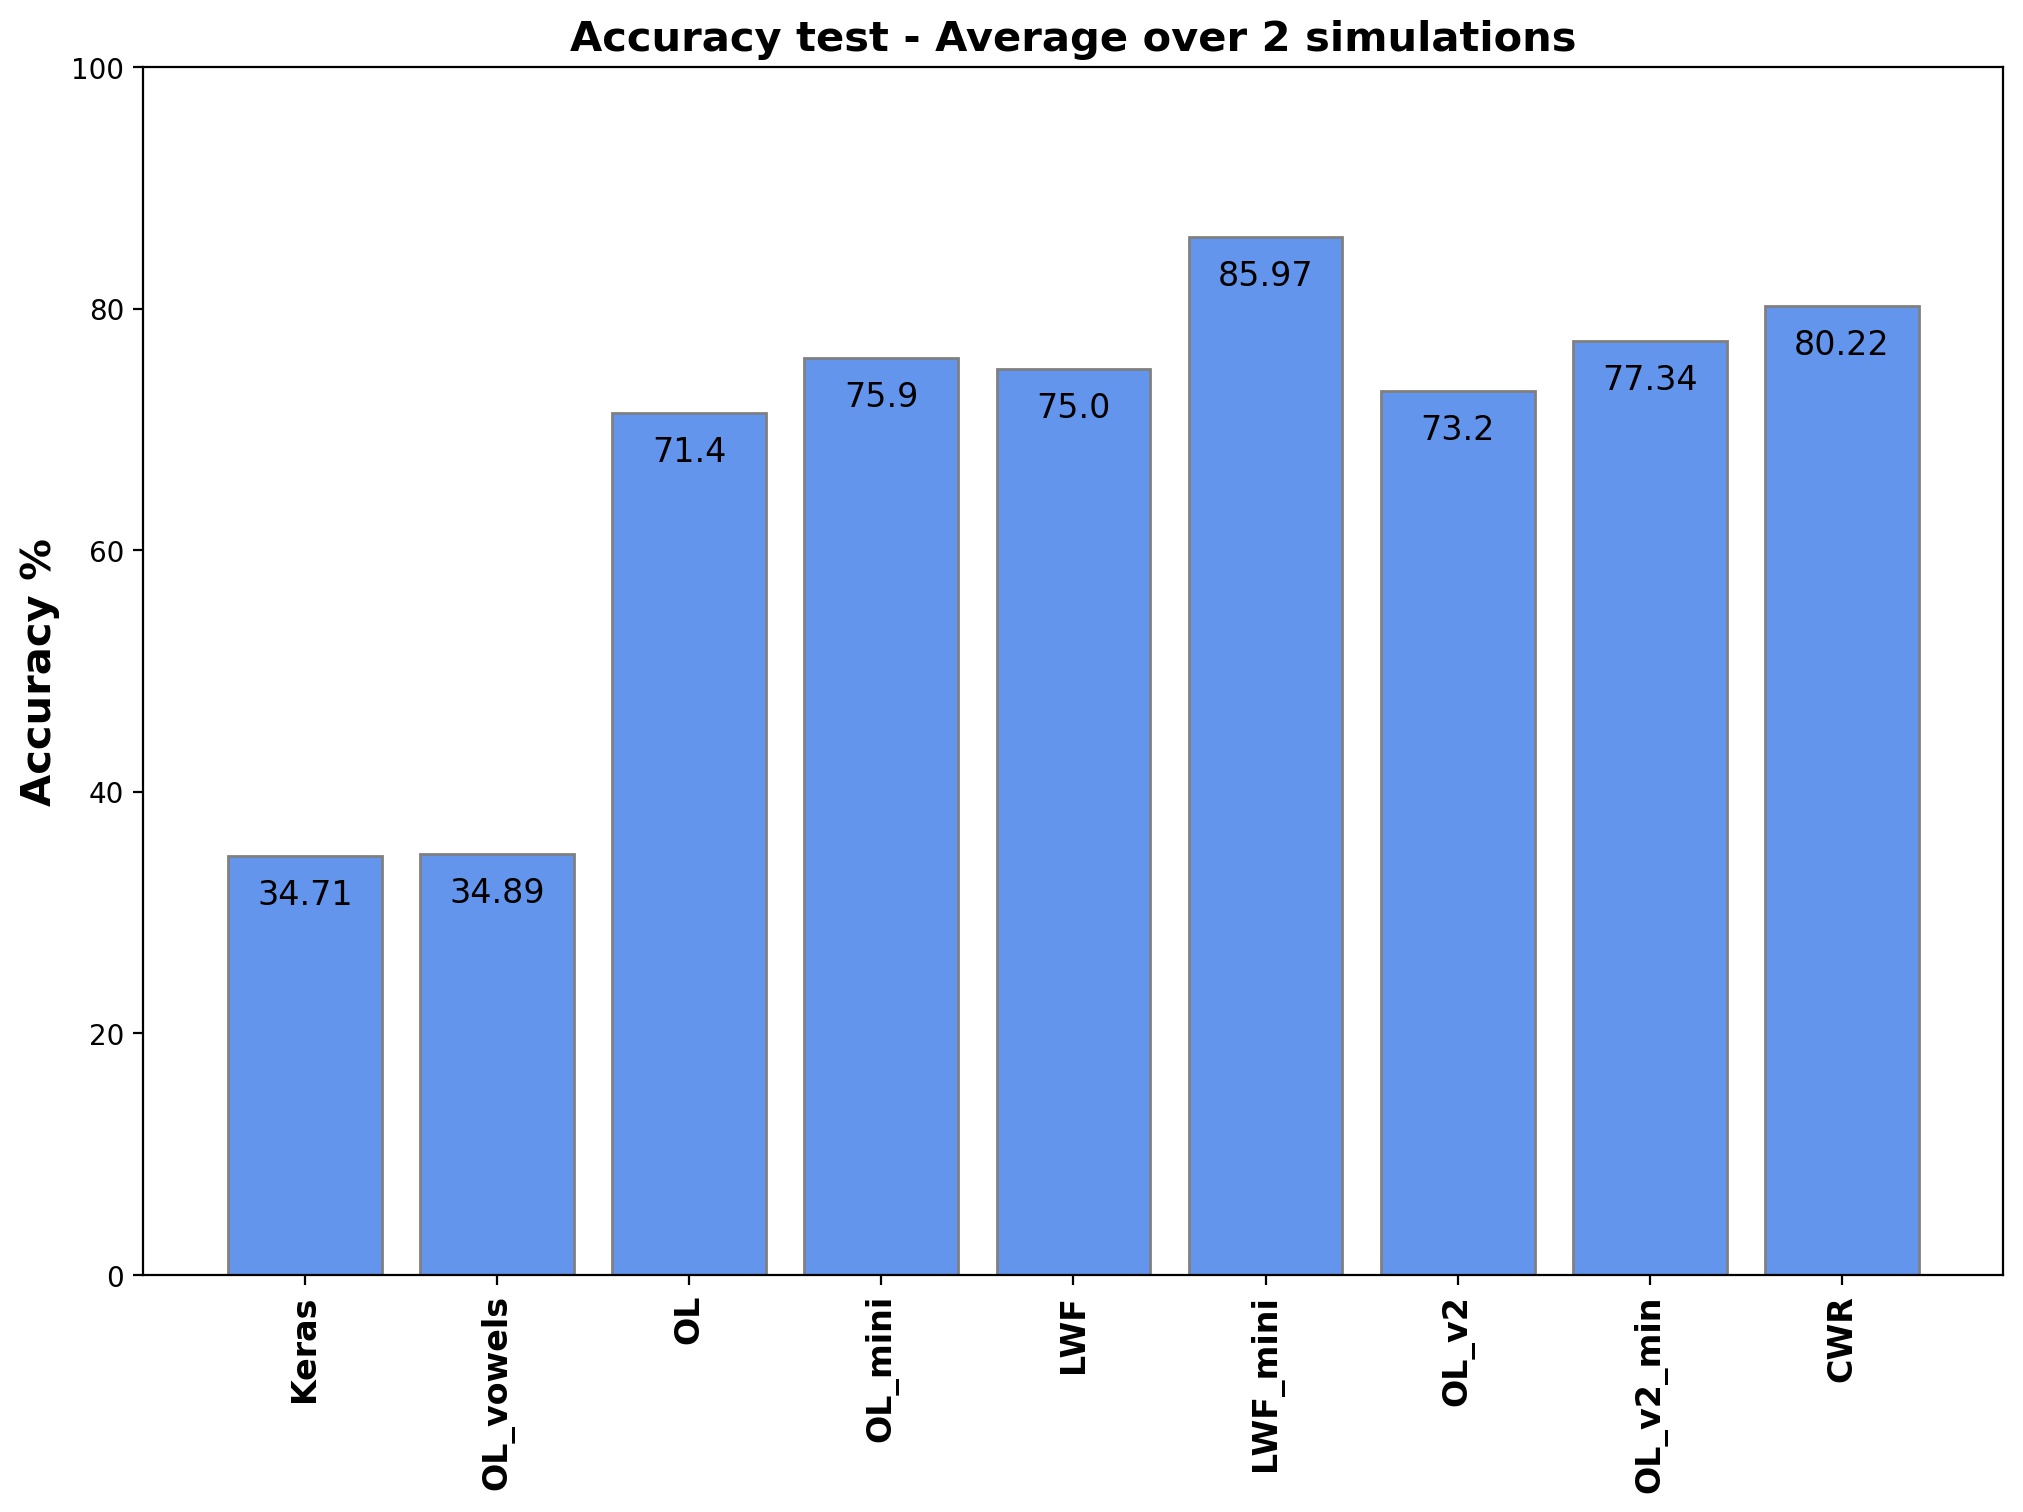 Accuracy test - Average over 2 simulations
Accuracy %
100
80
60
40
20
0
34.71
34.89
71.4
75.9
75.0
85.97
73.2
77.34
80.22
Keras
OL_vowels
OL
OL_mini
LWF
LWF_mini
OL_v2
OL_v2_min
CWR